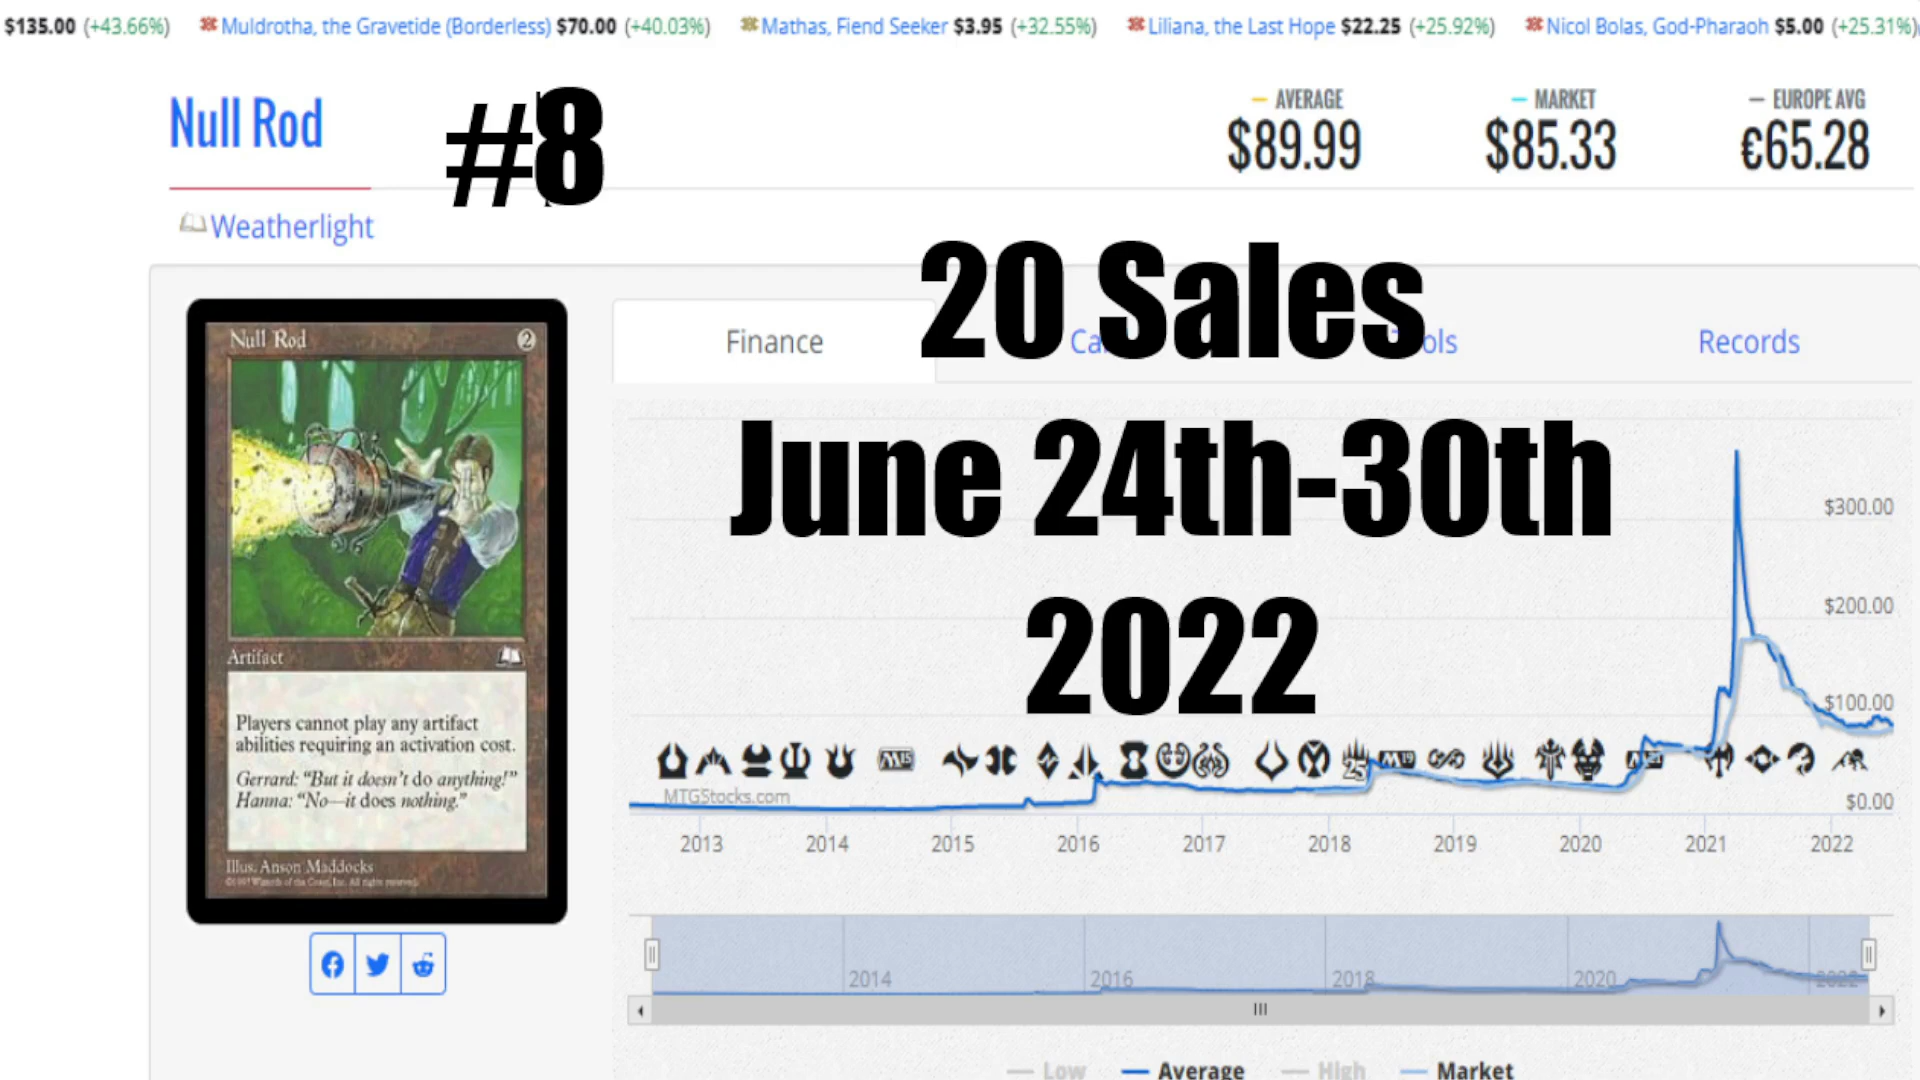 $135.00 (+43.66%) Muldrotha, the Gravetide (Borderless) $70.00 (+40.03%) Mathas, Fiend Seeker $3.95 (+32.55%) Liliana, the Last Hope $22.25 (+25.92%) Nicol Bolas, God-Pharaoh $5.00 (+25.31%)
Null Rod
#8
AVERAGE
$89.99
MARKET
$85.33
EUROPE AVG
€65.28
Weatherlight
20 Sales
June 24th-30th
2022
Finance
Records
Null Rod 2
Artifact
Players cannot play any artifact
abilities requiring an activation cost.
Gerrard: "But it doesn't do anything!"
Hanna: "No—it does nothing."
Illus. Anson Maddocks
$300.00
$200.00
$100.00
$0.00
MTGStocks.com
2013 2014 2015 2016 2017 2018 2019 2020 2021 2022
2014 2016 2018 2020 2022
Low Average High Market